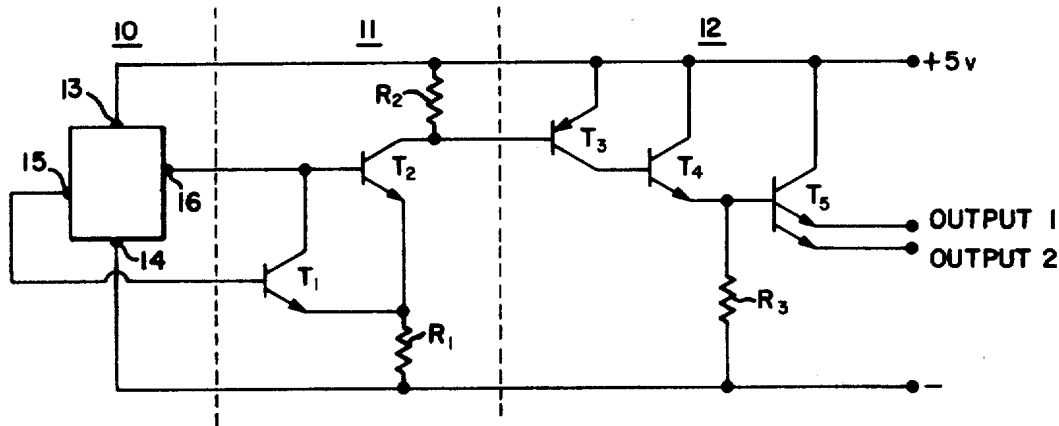 10 11 12
+5v
13
R2
15
T2
T3
T4
T5
16
OUTPUT 1
OUTPUT 2
14
T1
R1
R3
-